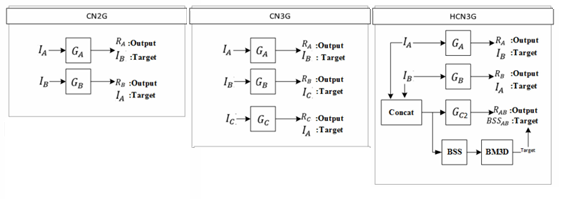 CN2G
I_A G_A R_A :Output
I_B :Target
I_B G_B R_B :Output
I_A :Target
CN3G
I_A G_A R_A :Output
I_B : Target
I_B G_B R_B :Output
I_C :Target
I_C G_C R_C :Output
I_A :Target
HCN3G
I_A G_A R_A :Output
I_B :Target
I_B G_B R_B :Output
I_A :Target
Concat G_C2 R_AB :Output
BSS_AB :Target
BSS BM3D Target